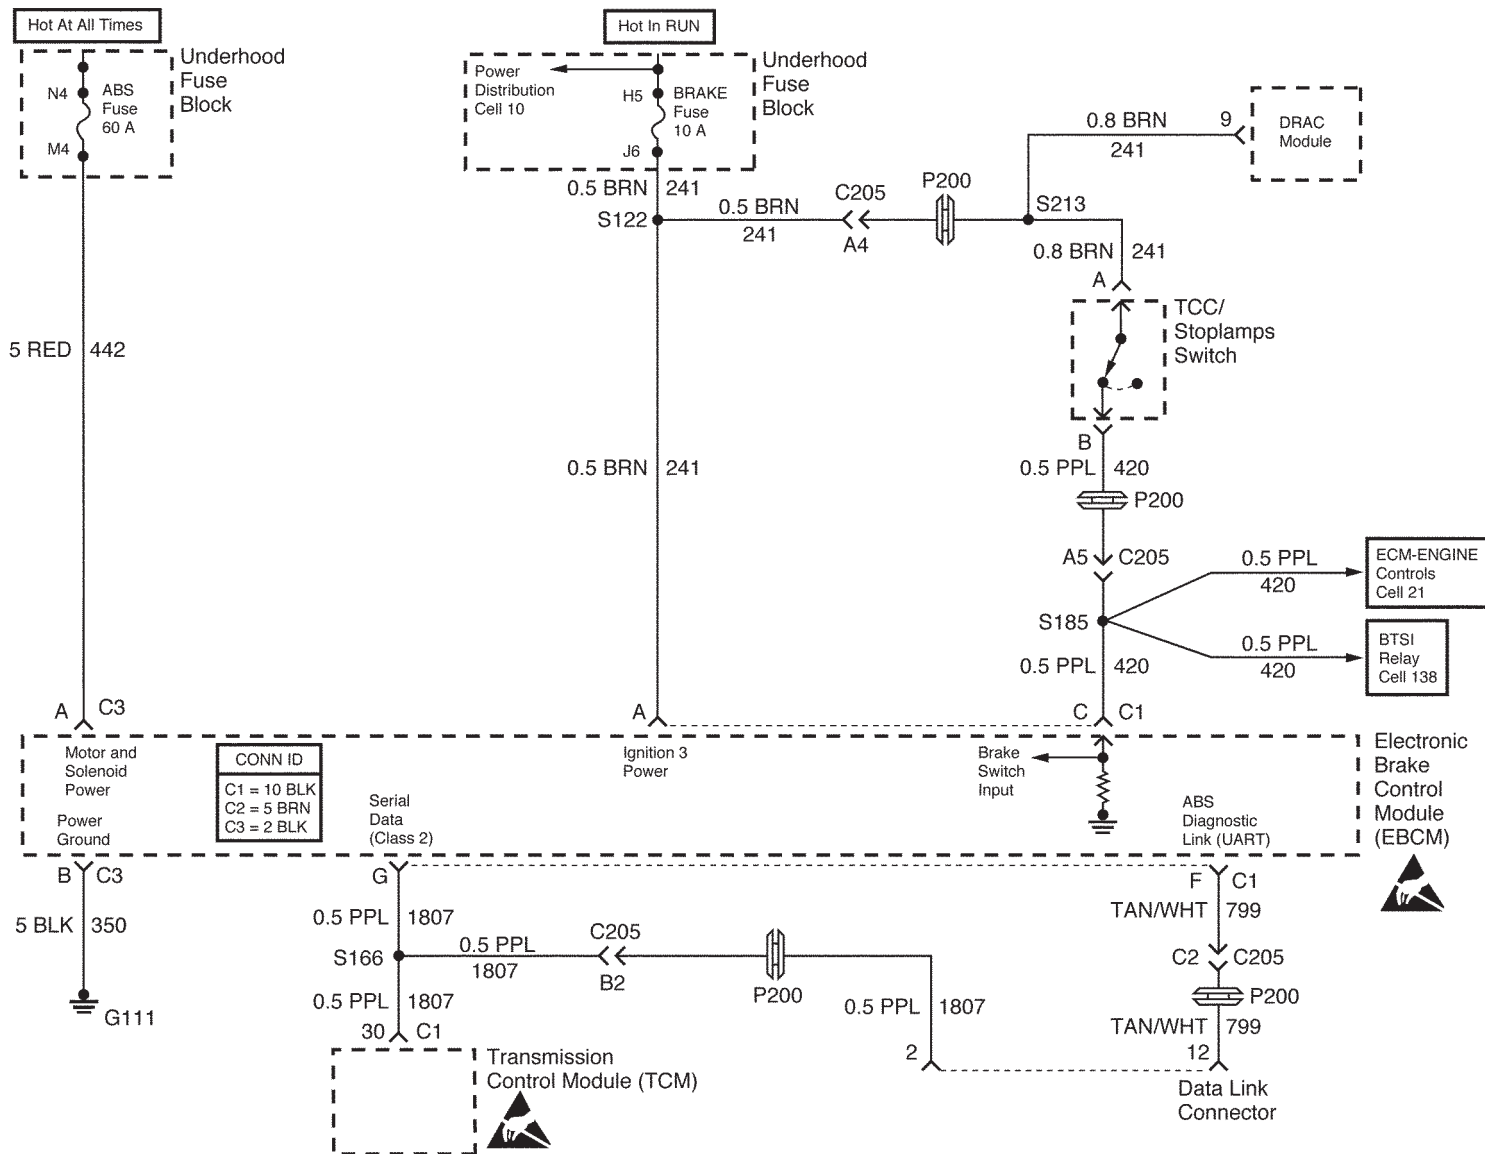 Hot At All Times
Underhood
Fuse
Block
N4
ABS
Fuse
60 A
M4
Hot In RUN
Power
Distribution
Cell 10
H5
BRAKE
Fuse
10 A
J6
Underhood
Fuse
Block
0.5 BRN 241
S122
0.5 BRN
241
C205
A4
P200
S213
0.8 BRN
241
9
DRAC
Module
0.8 BRN 241
A
TCC/
Stoplamps
Switch
B
5 RED 442
0.5 BRN 241
0.5 PPL 420
P200
A5 C205
S185
0.5 PPL
420
ECM-ENGINE
Controls
Cell 21
0.5 PPL
420
BTSI
Relay
Cell 138
0.5 PPL 420
A C3
A
C C1
Motor and
Solenoid
Power
Power
Ground
CONN ID
C1 = 10 BLK
C2 = 5 BRN
C3 = 2 BLK
Serial
Data
(Class 2)
Ignition 3
Power
Brake
Switch
Input
ABS
Diagnostic
Link (UART)
Electronic
Brake
Control
Module
(EBCM)
B C3
G
F C1
5 BLK 350
G111
0.5 PPL 1807
S166
0.5 PPL
1807
C205
B2
P200
0.5 PPL 1807
30 C1
Transmission
Control Module (TCM)
0.5 PPL 1807
2
TAN/WHT 799
C2 C205
P200
TAN/WHT 799
12
Data Link
Connector